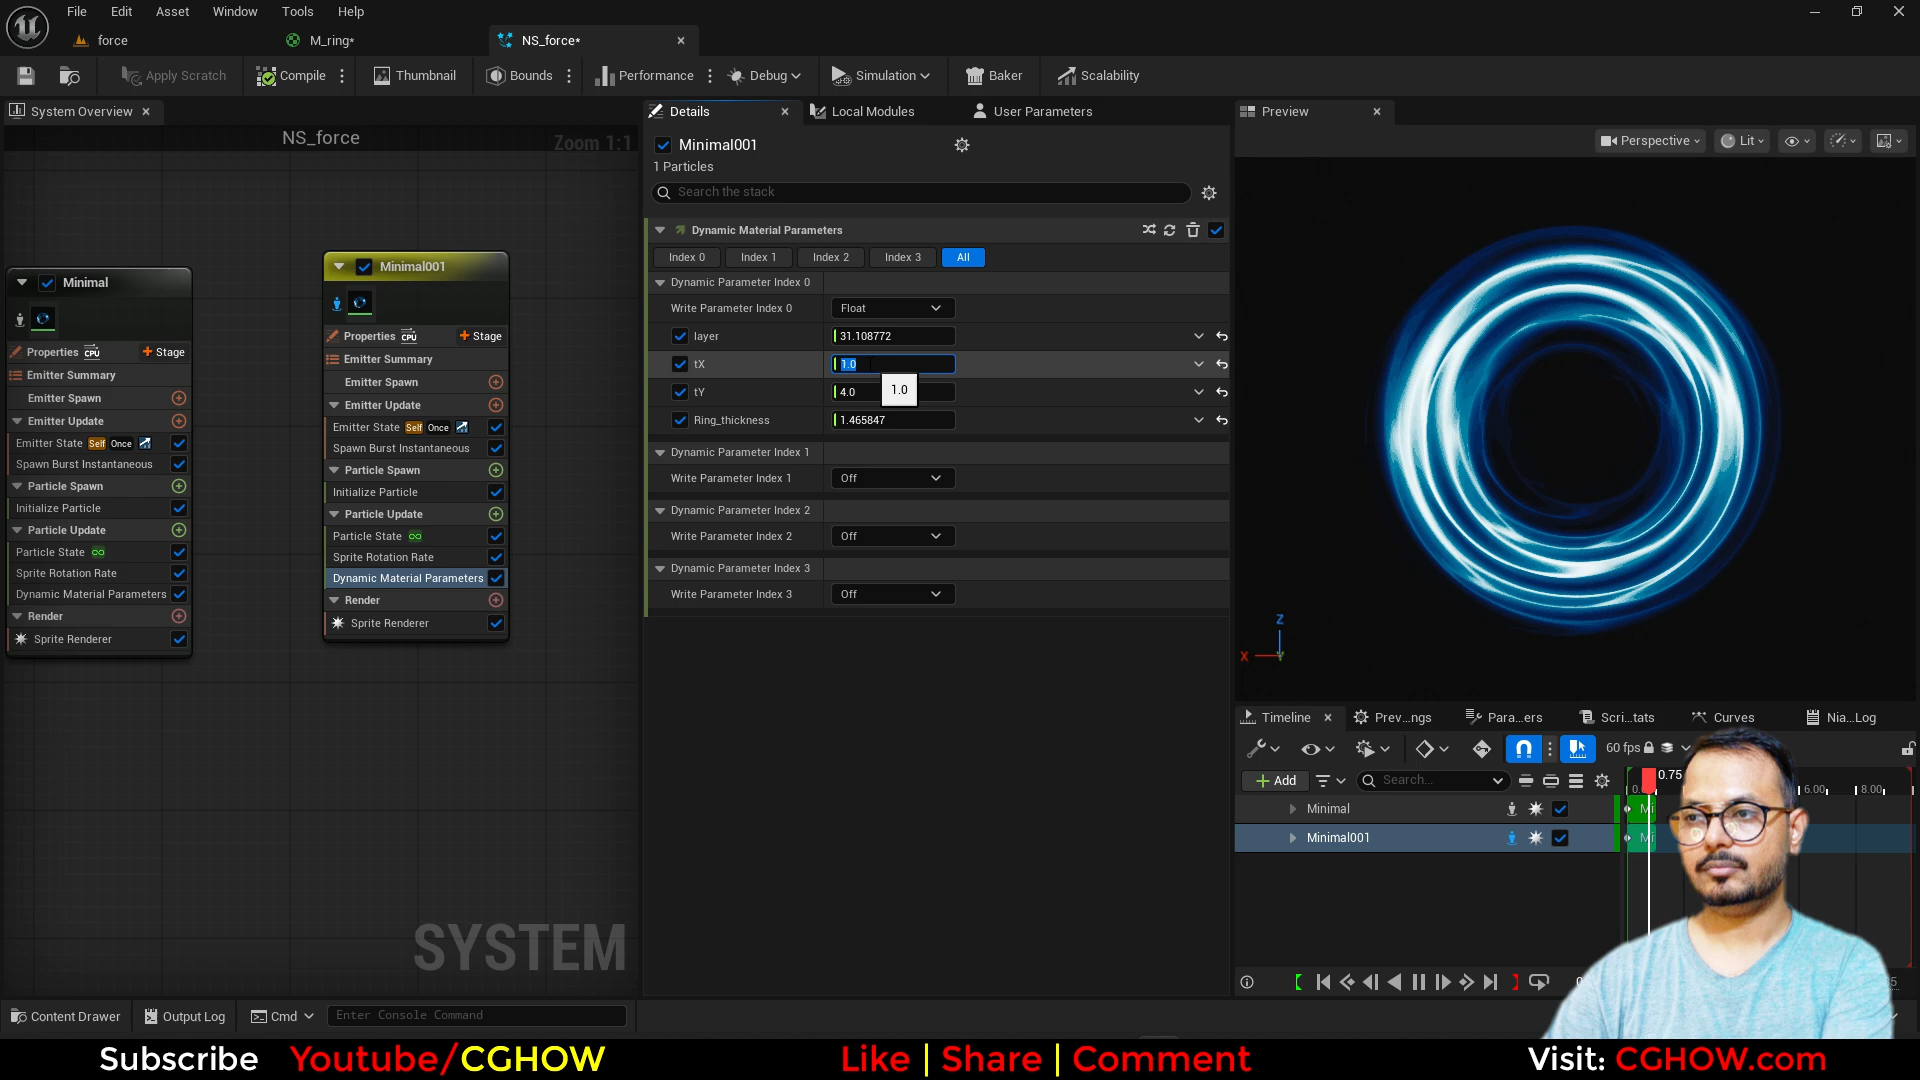 File Edit Asset Window Tools Help
force M_ring* NS_force*
Apply Scratch Compile Thumbnail Bounds Performance Debug Simulation Baker Scalability
System Overview
NS_force
Zoom 1:1
Minimal
Properties CPU Stage
Emitter Summary
Emitter Spawn
Emitter Update
Emitter State Self Once
Spawn Burst Instantaneous
Particle Spawn
Initialize Particle
Particle Update
Particle State
Sprite Rotation Rate
Dynamic Material Parameters
Render
Sprite Renderer
Minimal001
Properties CPU Stage
Emitter Summary
Emitter Spawn
Emitter Update
Emitter State Self Once
Spawn Burst Instantaneous
Particle Spawn
Initialize Particle
Particle Update
Particle State
Sprite Rotation Rate
Dynamic Material Parameters
Render
Sprite Renderer
SYSTEM
Details Local Modules User Parameters
Minimal001
1 Particles
Search the stack
Dynamic Material Parameters
Index 0 Index 1 Index 2 Index 3 All
Dynamic Parameter Index 0
Write Parameter Index 0 Float
layer 31.108772
tX 1.0
tY 4.0
1.0
Ring_thickness 1.465847
Dynamic Parameter Index 1
Write Parameter Index 1 Off
Dynamic Parameter Index 2
Write Parameter Index 2 Off
Dynamic Parameter Index 3
Write Parameter Index 3 Off
Preview
Perspective Lit
Z
X
Y
Timeline Prev...ngs Para...ers Scri...tats Curves Nia...Log
60 fps
Add Search... 0.75
6.00 8.00
Minimal Mi
Minimal001 Mi
Content Drawer Output Log Cmd Enter Console Command
Subscribe Youtube/CGHOW Like | Share | Comment Visit: CGHOW.com